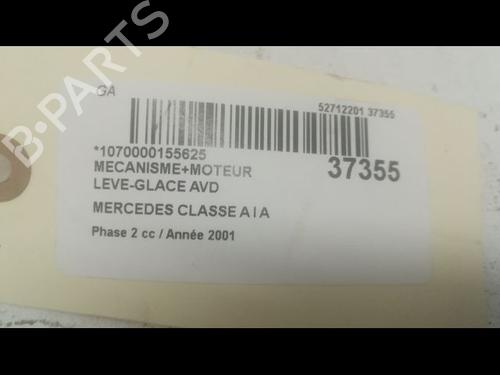 B-PARTS
GA
52712201 37355
*1070000155625
37355
MECANISME+MOTEUR
LEVE-GLACE AVD
MERCEDES CLASSE A I A
Phase 2 cc / Année 2001